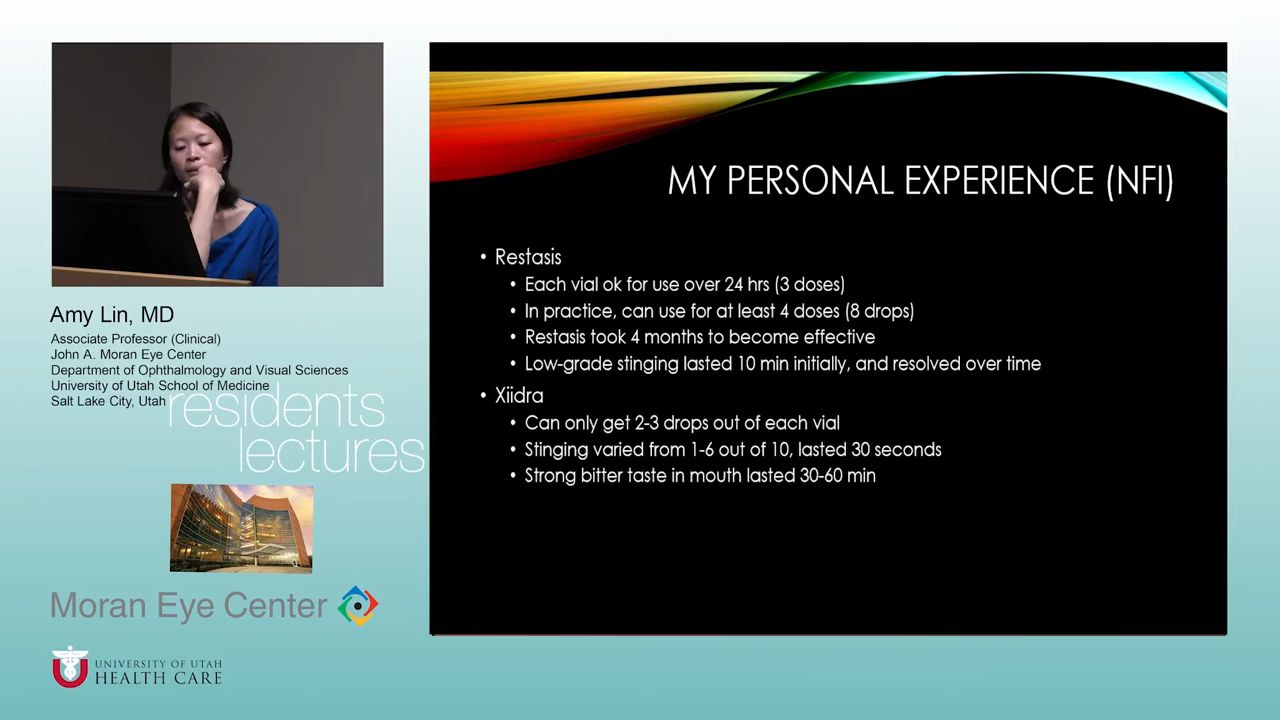 MY PERSONAL EXPERIENCE (NFI)
• Restasis
• Each vial ok for use over 24 hrs (3 doses)
• In practice, can use for at least 4 doses (8 drops)
• Restasis took 4 months to become effective
• Low-grade stinging lasted 10 min initially, and resolved over time
• Xiidra
• Can only get 2-3 drops out of each vial
• Stinging varied from 1-6 out of 10, lasted 30 seconds
• Strong bitter taste in mouth lasted 30-60 min
Amy Lin, MD
Associate Professor (Clinical)
John A. Moran Eye Center
Department of Ophthalmology and Visual Sciences
University of Utah School of Medicine
Salt Lake City, Utah
residents
lectures
Moran Eye Center
UNIVERSITY OF UTAH
HEALTH CARE